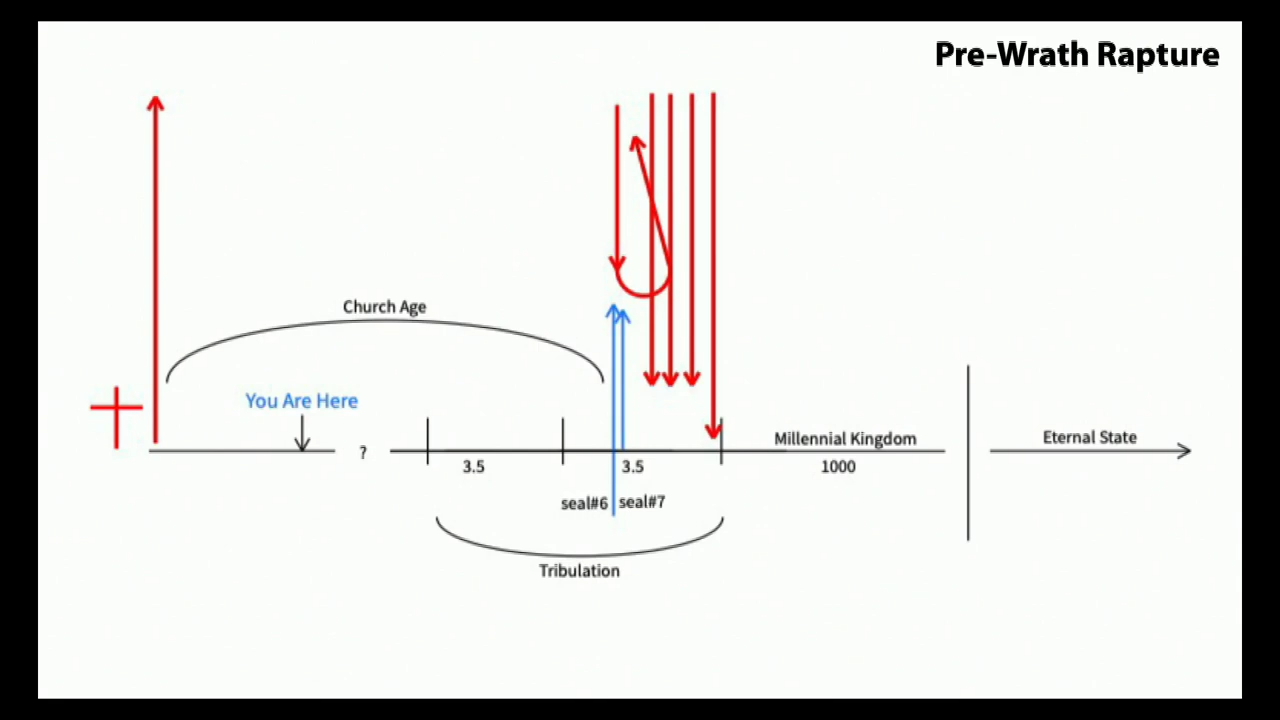 Pre-Wrath Rapture
Church Age
You Are Here
?
3.5
3.5
Millennial Kingdom
1000
Eternal State
seal#6
seal#7
Tribulation